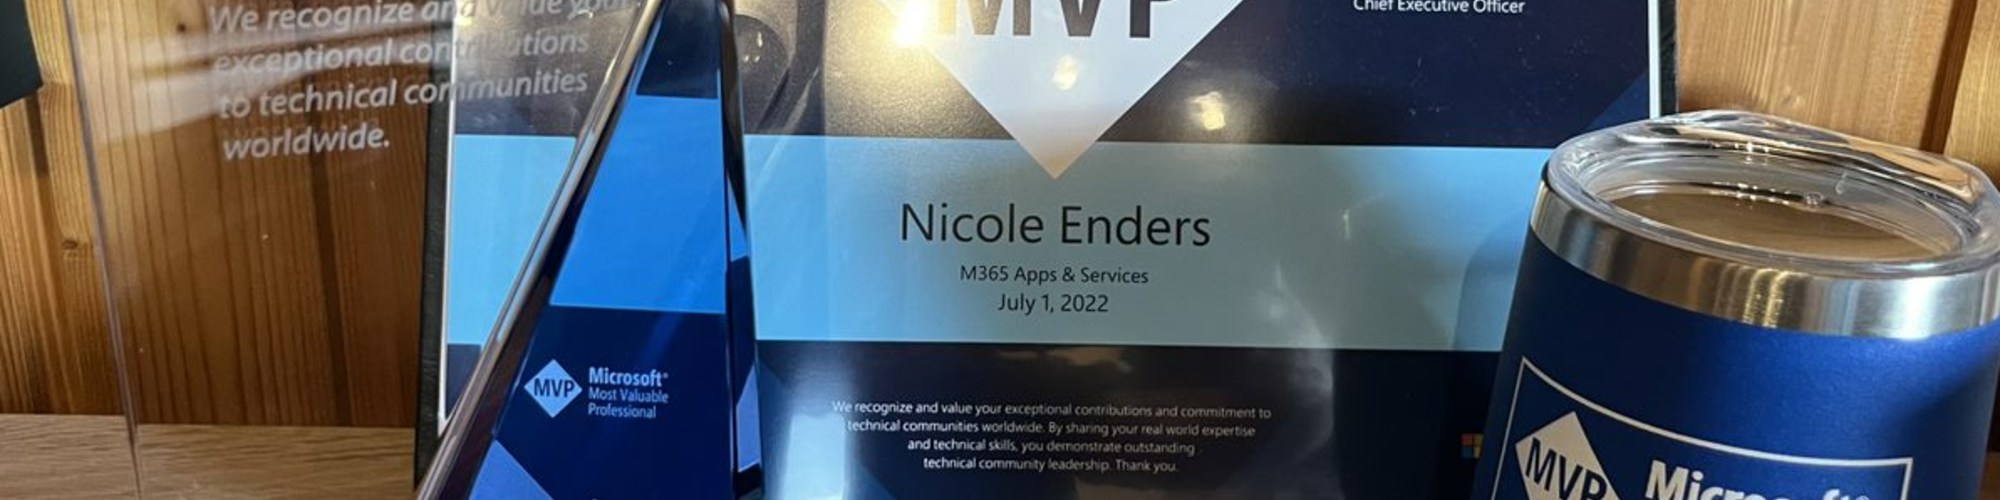 We recognize and value your
exceptional contributions
to technical communities
worldwide.
MVP
Microsoft®
Most Valuable
Professional
MVP
Chief Executive Officer
Nicole Enders
M365 Apps & Services
July 1, 2022
We recognize and value your exceptional contributions and commitment to
technical communities worldwide. By sharing your real world expertise
and technical skills, you demonstrate outstanding
technical community leadership. Thank you.
MVP
Microsoft